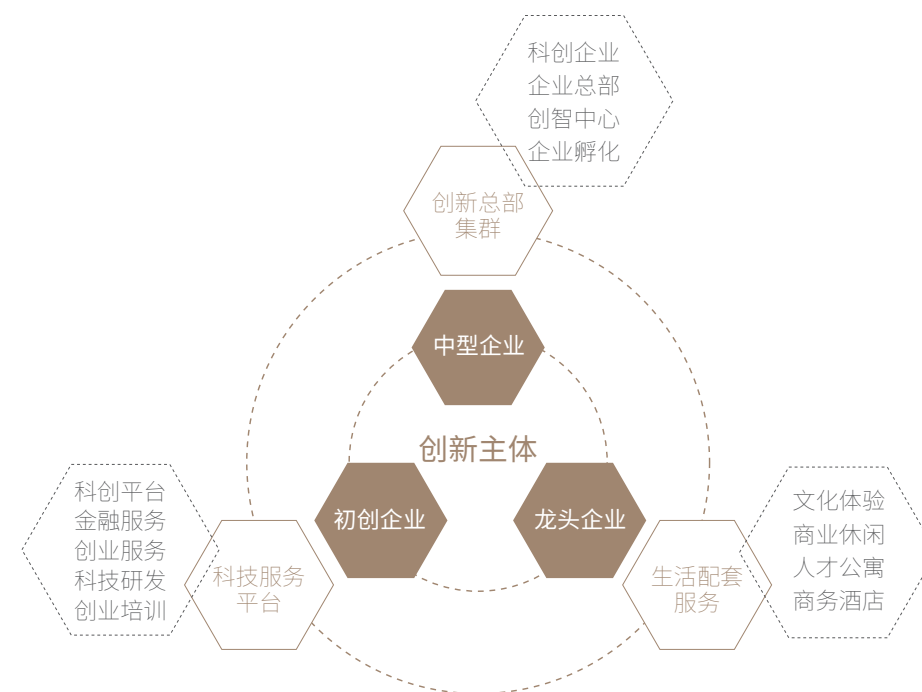 科创企业
企业总部
创智中心
企业孵化
创新总部
集群
中型企业
创新主体
初创企业
龙头企业
科创平台
金融服务
创业服务
科技研发
创业培训
科技服务
平台
生活配套
服务
文化体验
商业休闲
人才公寓
商务酒店